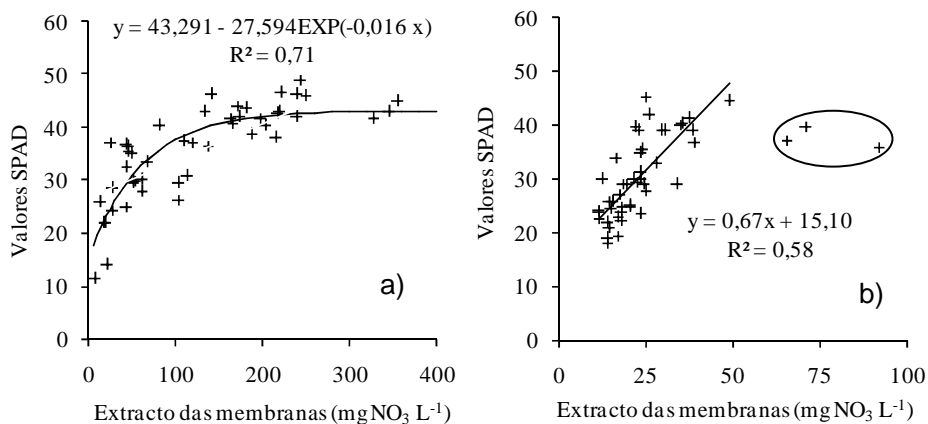 y = 43,291 - 27,594EXP(-0,016 x)
R² = 0,71
Valores SPAD
60
50
40
30
20
10
0
a)
0 100 200 300 400
Extracto das membranas (mg NO₃ L⁻¹)
Valores SPAD
60
50
40
30
20
10
0
y = 0,67x + 15,10
R² = 0,58
b)
0 25 50 75 100
Extracto das membranas (mg NO₃ L⁻¹)